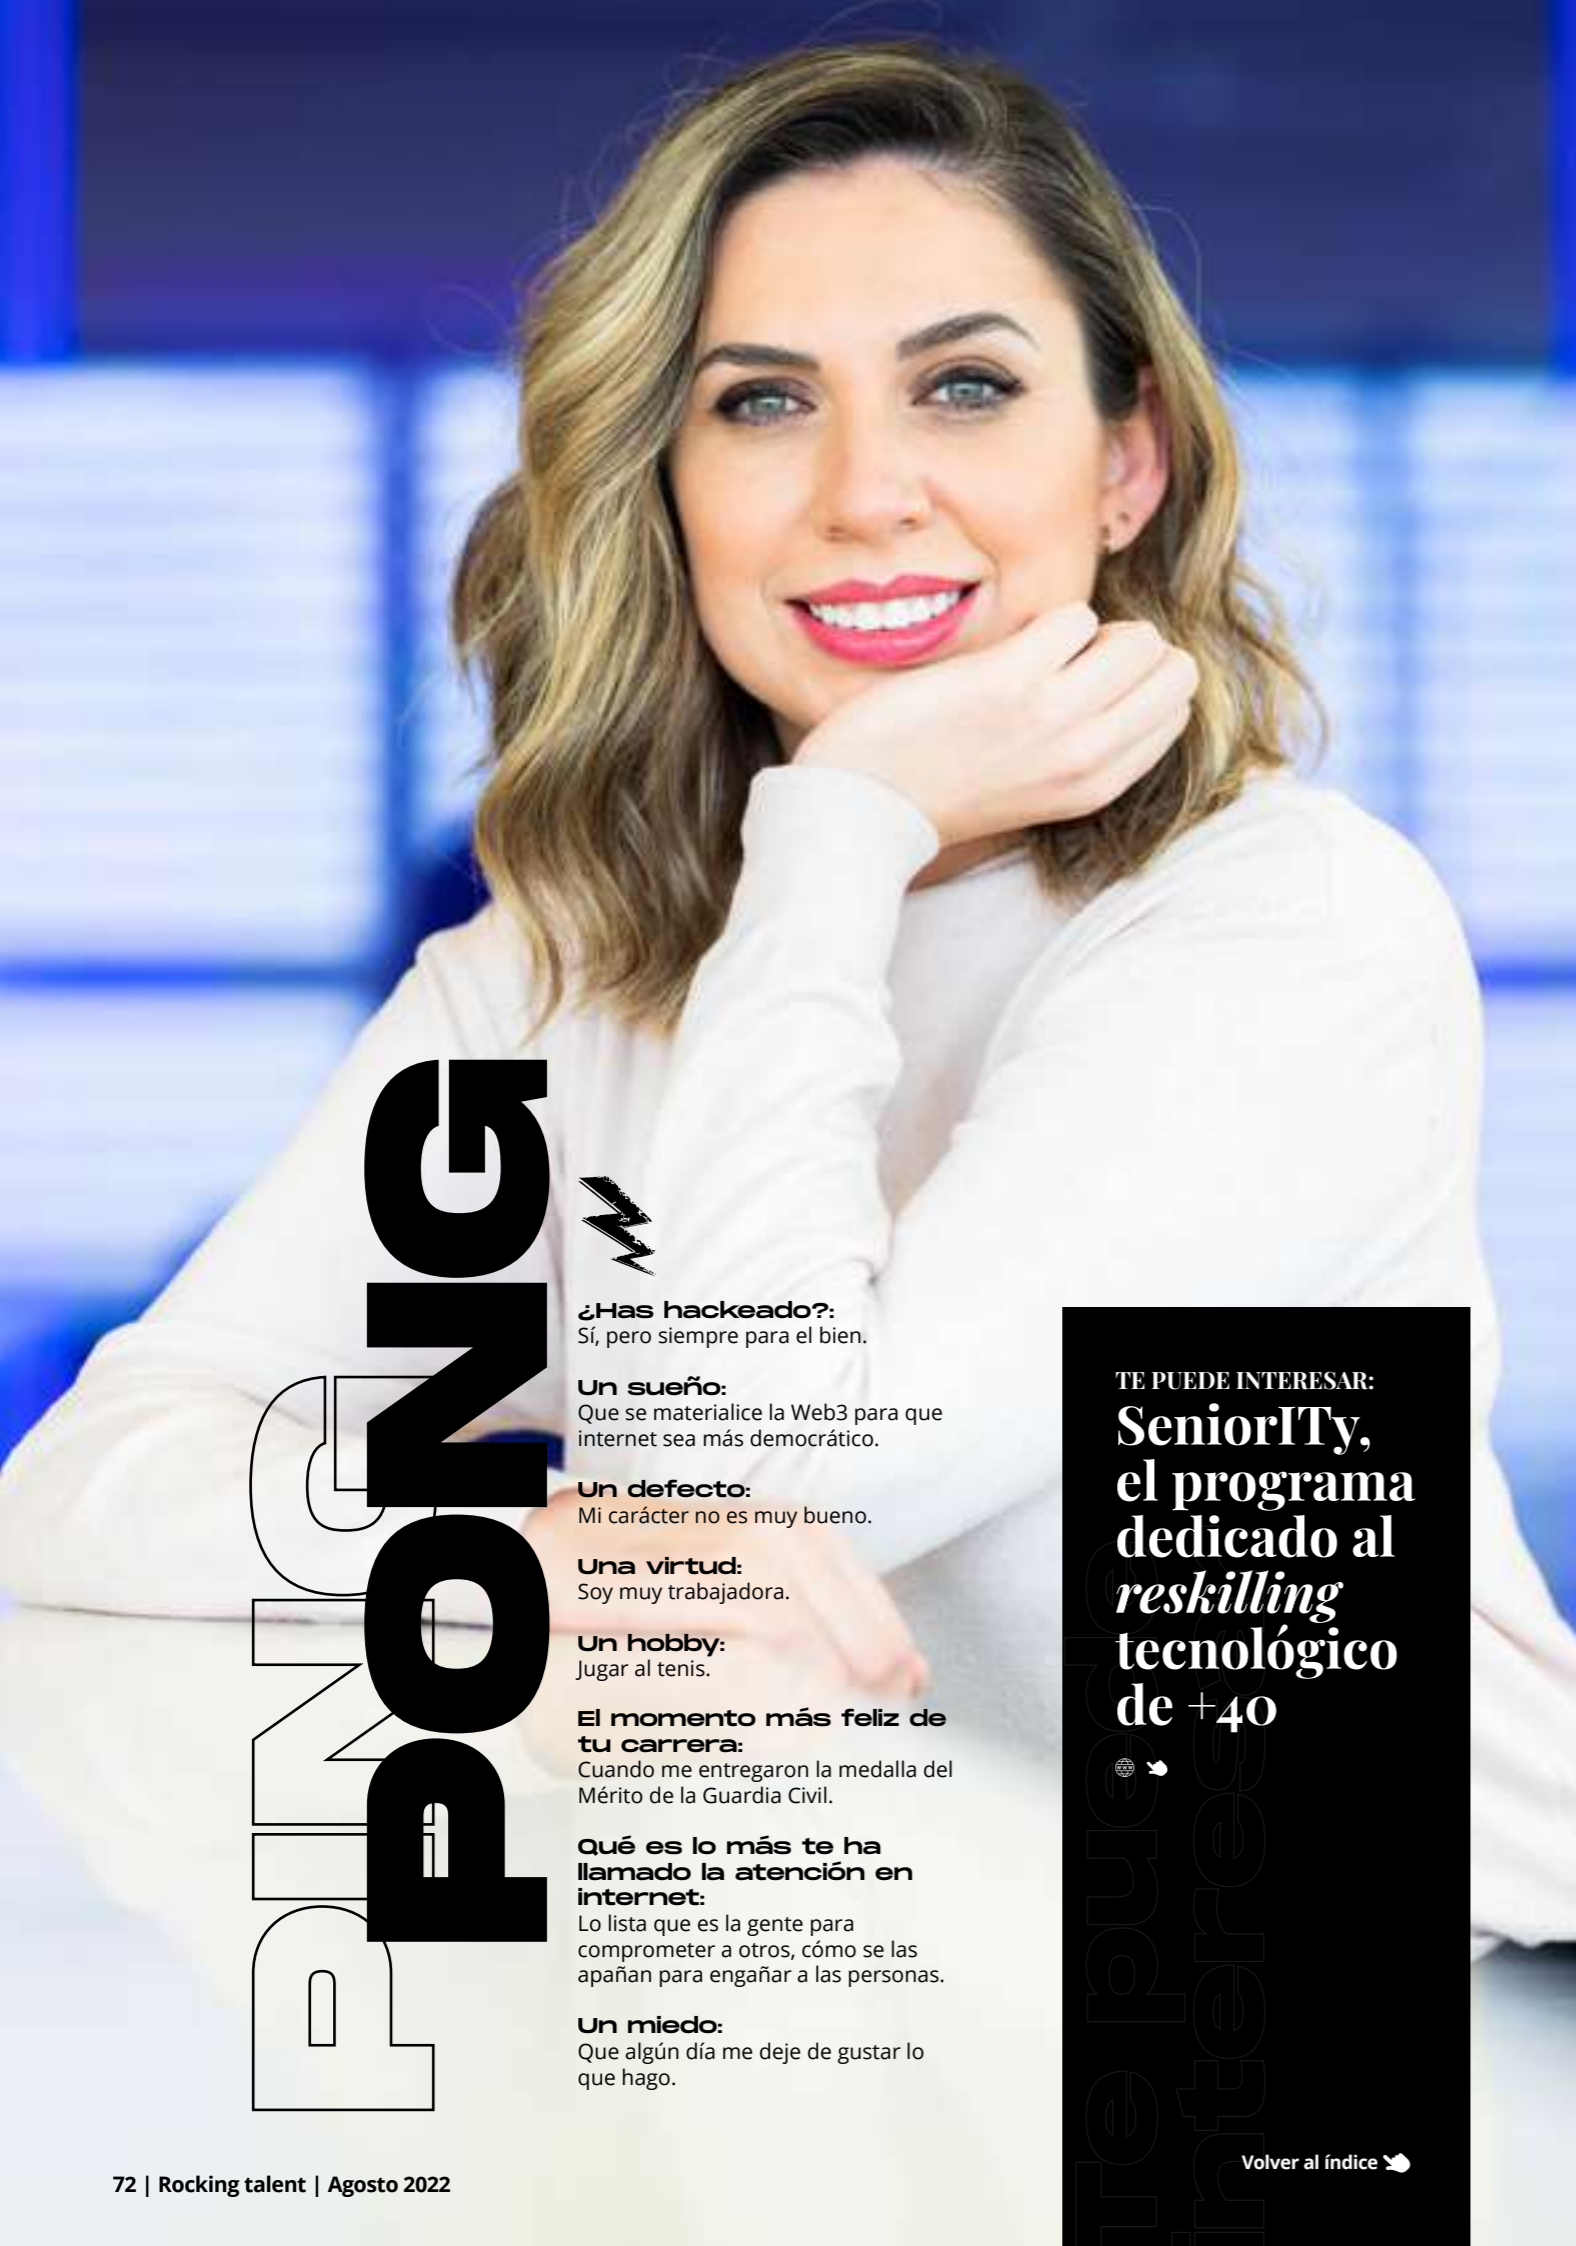 PING
PONG
¿Has hackeado?:
Sí, pero siempre para el bien.
Un sueño:
Que se materialice la Web3 para que
internet sea más democrático.
Un defecto:
Mi carácter no es muy bueno.
Una virtud:
Soy muy trabajadora.
Un hobby:
Jugar al tenis.
El momento más feliz de
tu carrera:
Cuando me entregaron la medalla del
Mérito de la Guardia Civil.
Qué es lo más te ha
llamado la atención en
internet:
Lo lista que es la gente para
comprometer a otros, cómo se las
apañan para engañar a las personas.
Un miedo:
Que algún día me deje de gustar lo
que hago.
TE PUEDE INTERESAR:
SeniorITy,
el programa
dedicado al
reskilling
tecnológico
de +40
Te puede
interesar
Volver al índice
72 | Rocking talent | Agosto 2022